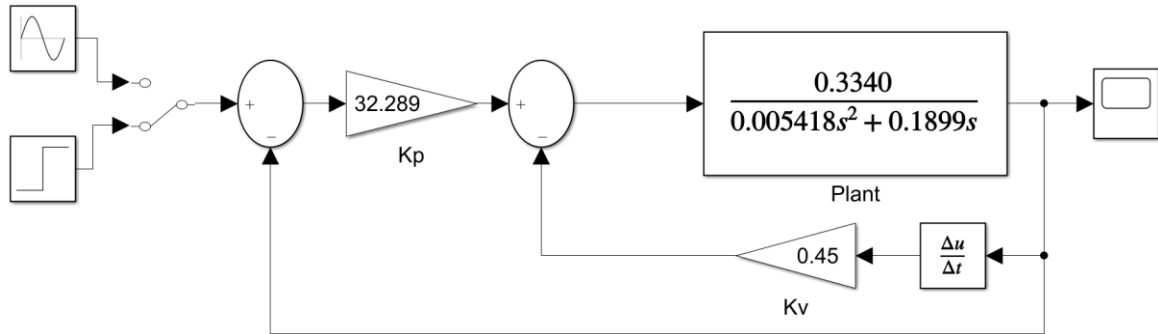 +
−
32.289
Kp
+
−
0.3340
0.005418s² + 0.1899s
Plant
0.45
Kv
Δu
Δt